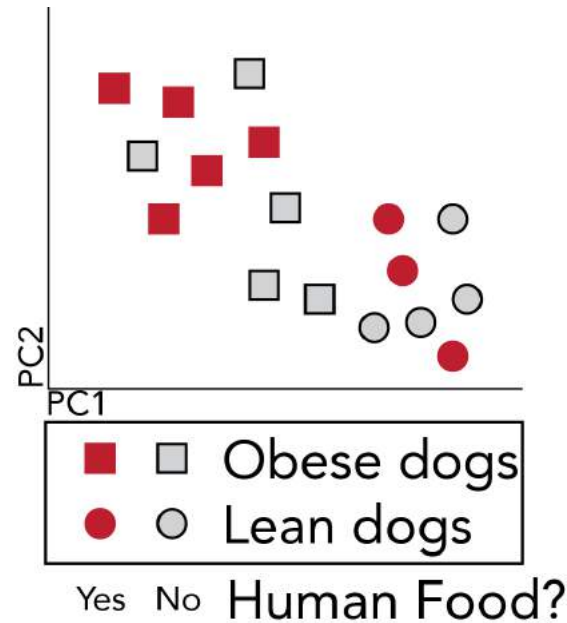 PC2
PC1
Obese dogs
Lean dogs
Yes No Human Food?